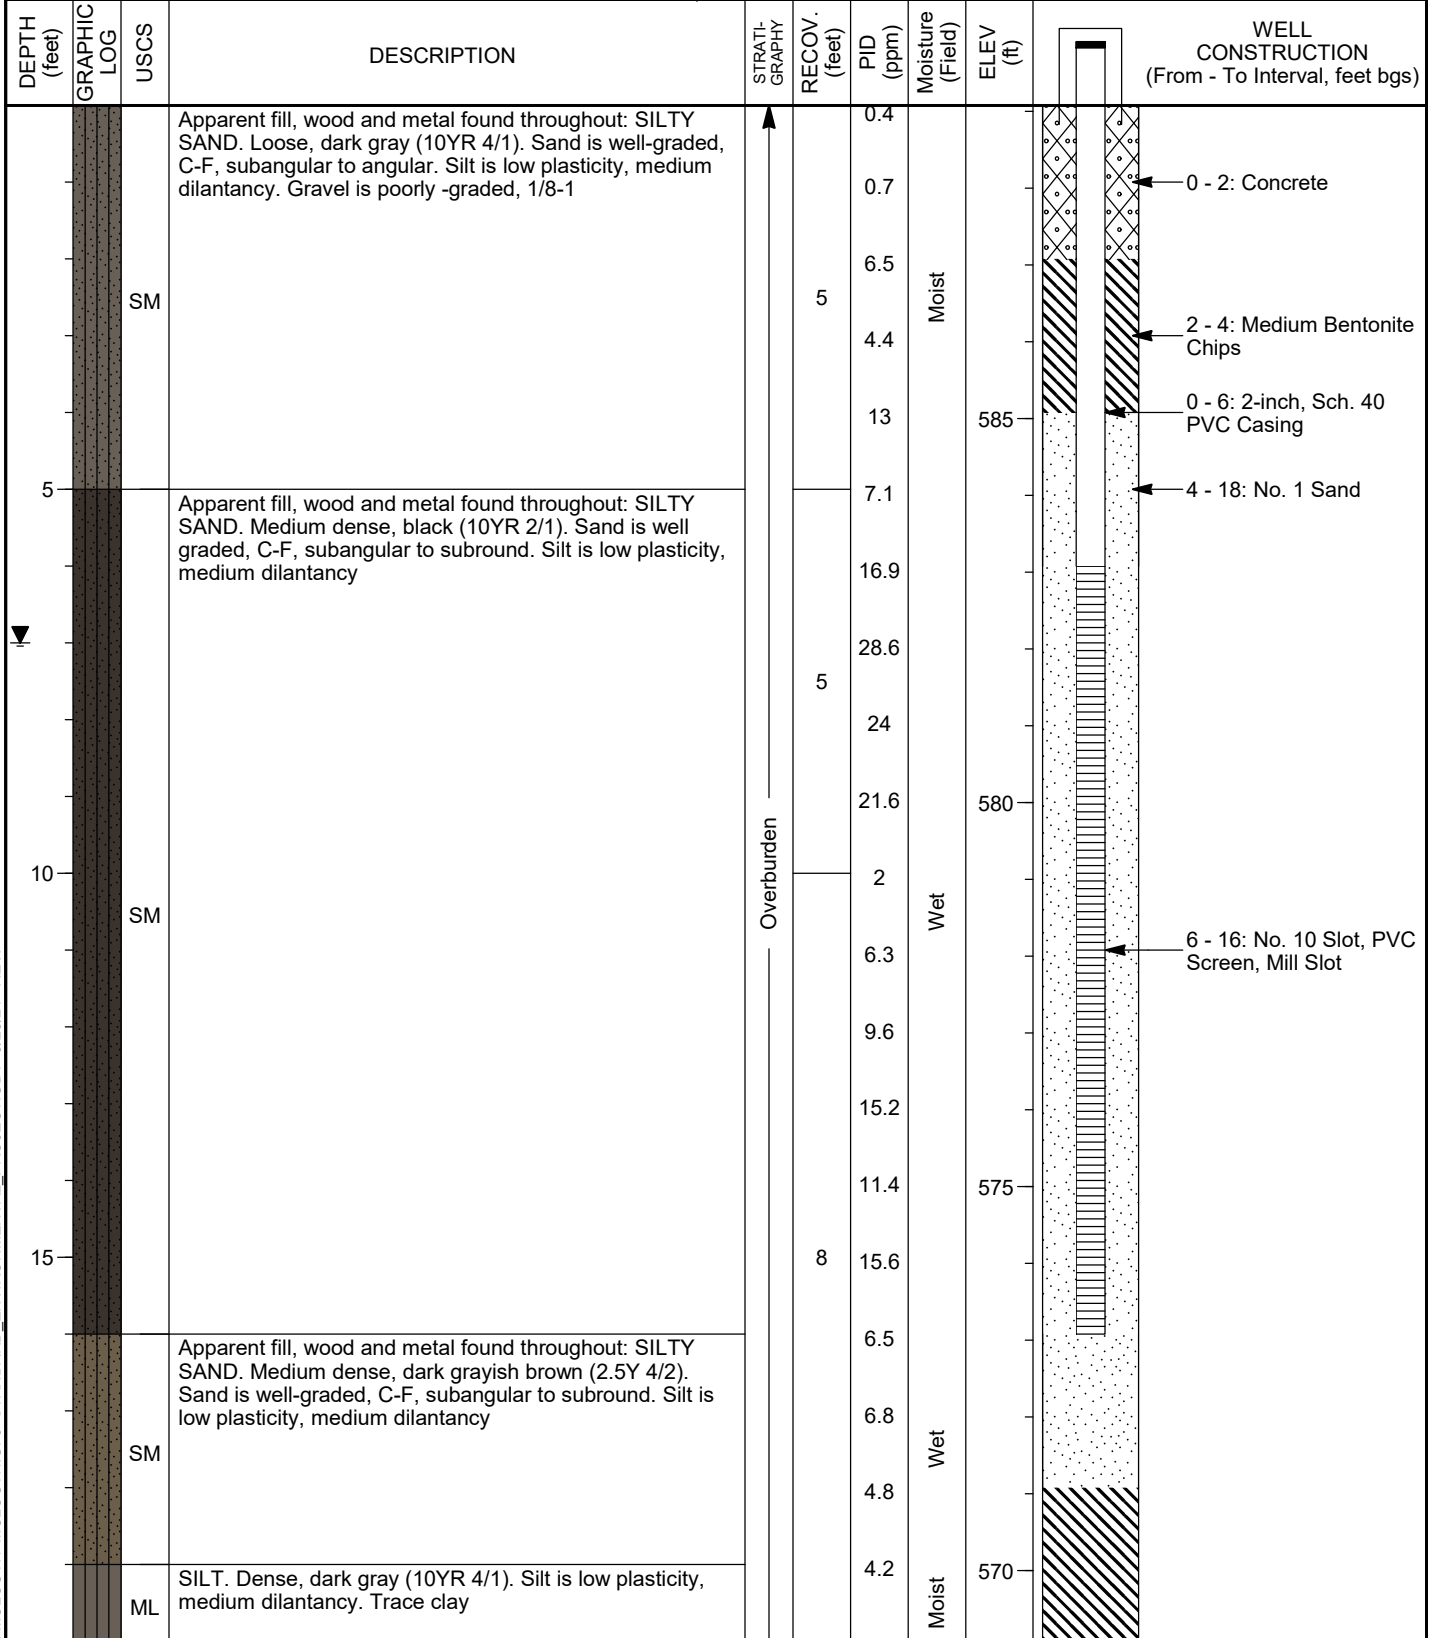 DEPTH
(feet)
GRAPHIC
LOG
USCS
DESCRIPTION
STRATI-
GRAPHY
RECOV.
(feet)
PID
(ppm)
Moisture
(Field)
ELEV
(ft)
WELL
CONSTRUCTION
(From - To Interval, feet bgs)
Apparent fill, wood and metal found throughout: SILTY
SAND. Loose, dark gray (10YR 4/1). Sand is well-graded,
C-F, subangular to angular. Silt is low plasticity, medium
dilantancy. Gravel is poorly -graded, 1/8-1
SM
5
Moist
0.4
0.7
6.5
4.4
13
585
0 - 2: Concrete
2 - 4: Medium Bentonite
Chips
0 - 6: 2-inch, Sch. 40
PVC Casing
4 - 18: No. 1 Sand
5
Apparent fill, wood and metal found throughout: SILTY
SAND. Medium dense, black (10YR 2/1). Sand is well
graded, C-F, subangular to subround. Silt is low plasticity,
medium dilantancy
7.1
16.9
28.6
5
24
21.6
580
Overburden
10
2
SM
Wet
6.3
6 - 16: No. 10 Slot, PVC
Screen, Mill Slot
9.6
15.2
11.4
575
15
8
15.6
6.5
Apparent fill, wood and metal found throughout: SILTY
SAND. Medium dense, dark grayish brown (2.5Y 4/2).
Sand is well-graded, C-F, subangular to subround. Silt is
low plasticity, medium dilantancy
6.8
SM
Wet
4.8
4.2
570
SILT. Dense, dark gray (10YR 4/1). Silt is low plasticity,
medium dilantancy. Trace clay
ML
Moist